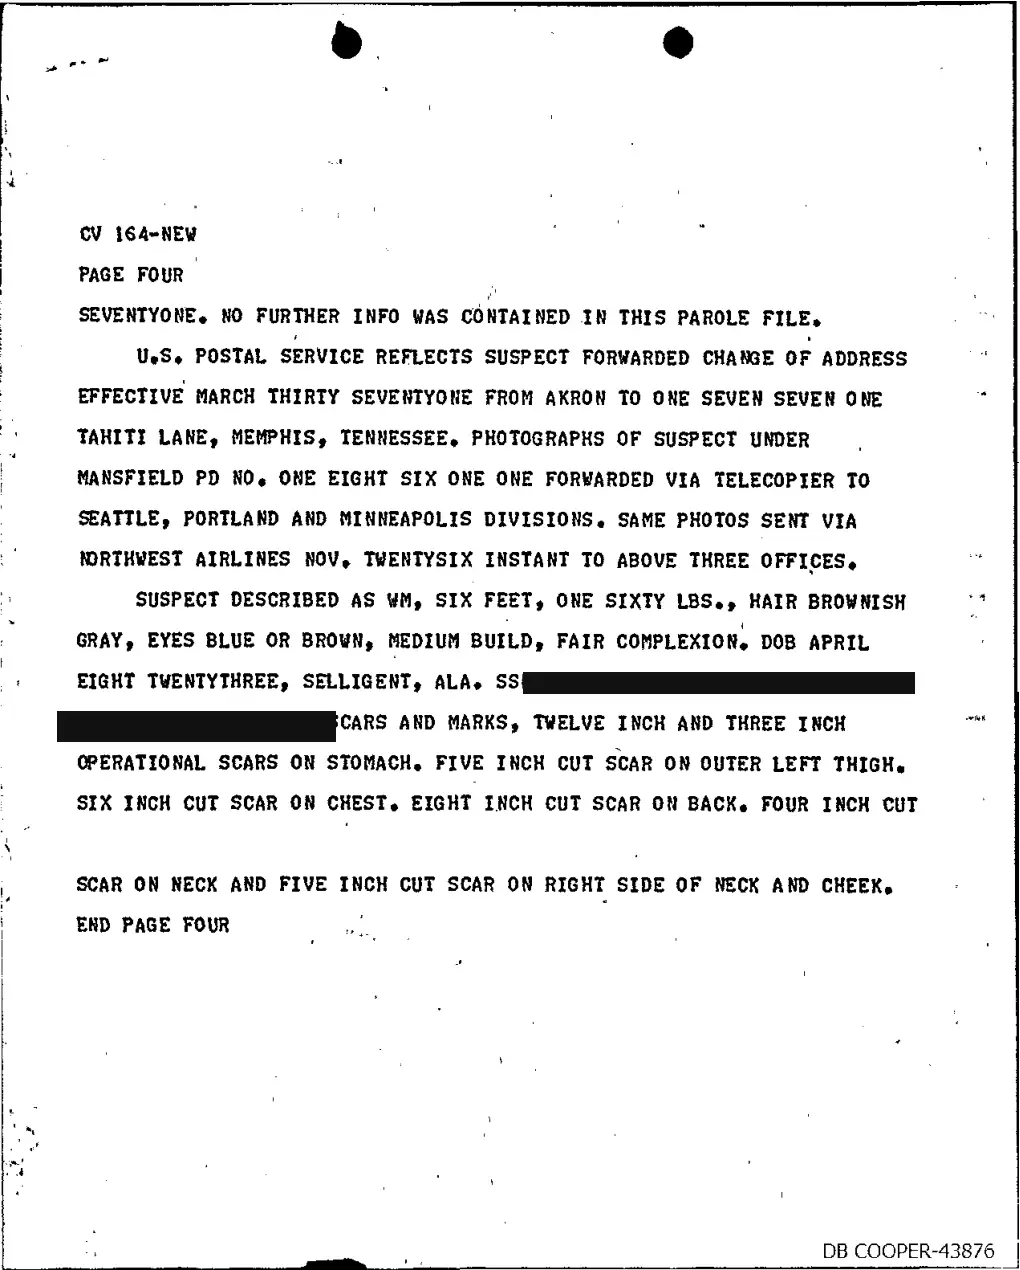 CV 164-NEW
PAGE FOUR
SEVENTYONE. NO FURTHER INFO WAS CONTAINED IN THIS PAROLE FILE.
U.S. POSTAL SERVICE REFLECTS SUSPECT FORWARDED CHANGE OF ADDRESS
EFFECTIVE MARCH THIRTY SEVENTYONE FROM AKRON TO ONE SEVEN SEVEN ONE
TAHITI LANE, MEMPHIS, TENNESSEE. PHOTOGRAPHS OF SUSPECT UNDER
MANSFIELD PD NO. ONE EIGHT SIX ONE ONE FORWARDED VIA TELECOPIER TO
SEATTLE, PORTLAND AND MINNEAPOLIS DIVISIONS. SAME PHOTOS SENT VIA
NORTHWEST AIRLINES NOV. TWENTYSIX INSTANT TO ABOVE THREE OFFICES.
SUSPECT DESCRIBED AS WM, SIX FEET, ONE SIXTY LBS., HAIR BROWNISH
GRAY, EYES BLUE OR BROWN, MEDIUM BUILD, FAIR COMPLEXION. DOB APRIL
EIGHT TWENTYTHREE, SELLIGENT, ALA. SS
CARS AND MARKS, TWELVE INCH AND THREE INCH
OPERATIONAL SCARS ON STOMACH. FIVE INCH CUT SCAR ON OUTER LEFT THIGH.
SIX INCH CUT SCAR ON CHEST. EIGHT INCH CUT SCAR ON BACK. FOUR INCH CUT
SCAR ON NECK AND FIVE INCH CUT SCAR ON RIGHT SIDE OF NECK AND CHEEK.
END PAGE FOUR
DB COOPER-43876